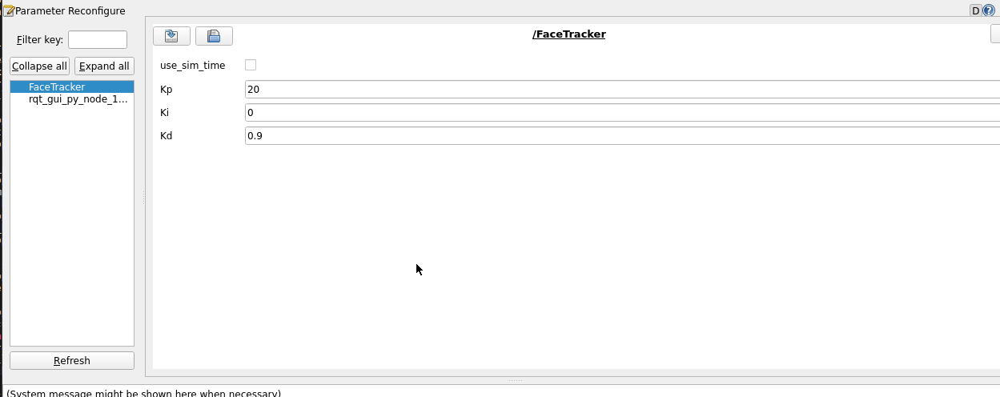 Parameter Reconfigure
D
Filter key:
Collapse all
Expand all
FaceTracker
rqt_gui_py_node_1...
Refresh
/FaceTracker
use_sim_time
Kp 20
Ki 0
Kd 0.9
(System message might be shown here when necessary)